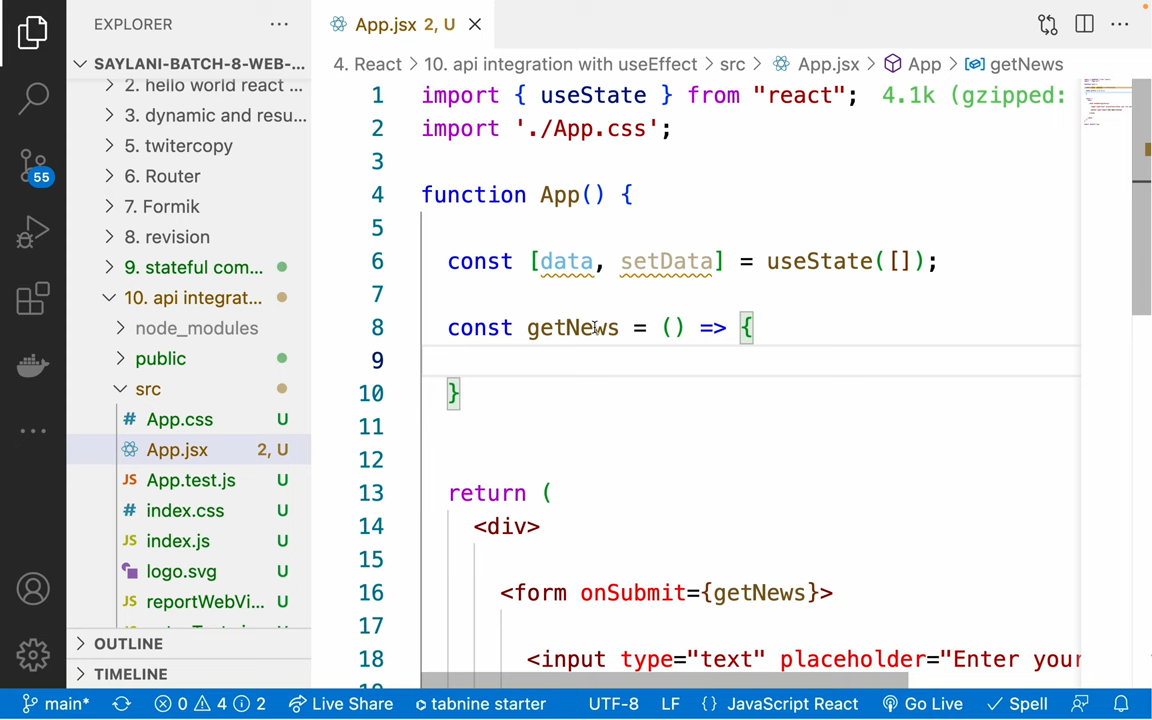 EXPLORER
App.jsx 2, U
SAYLANI-BATCH-8-WEB-...
4. React > 10. api integration with useEffect > src > App.jsx > App > getNews
2. hello world react ...
3. dynamic and resu...
5. twitercopy
6. Router
7. Formik
8. revision
9. stateful com...
10. api integrat...
node_modules
public
src
App.css U
App.jsx 2, U
App.test.js U
index.css U
index.js U
logo.svg U
reportWebVi... U
OUTLINE
TIMELINE
55
1 import { useState } from "react"; 4.1k (gzipped:
2 import './App.css';
3
4 function App() {
5
6 const [data, setData] = useState([]);
7
8 const getNews = () => {
9
10 }
11
12
13 return (
14 <div>
15
16 <form onSubmit={getNews}>
17
18 <input type="text" placeholder="Enter your
main* 0 4 2 Live Share tabnine starter UTF-8 LF {} JavaScript React Go Live Spell